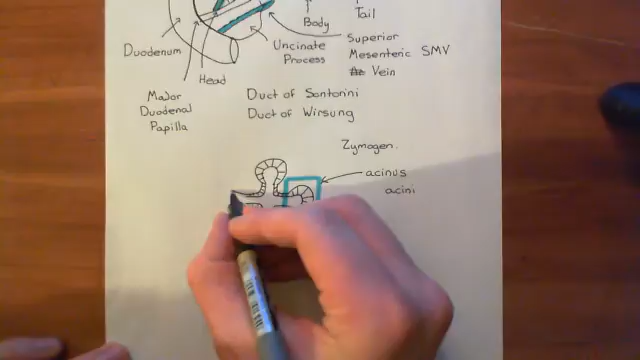 Body
Tail
Duodenum
Uncinate
Process
Superior
Mesenteric SMV
Vein
Head
Major
Duodenal
Papilla
Duct of Santorini
Duct of Wirsung
Zymogen.
acinus
acini